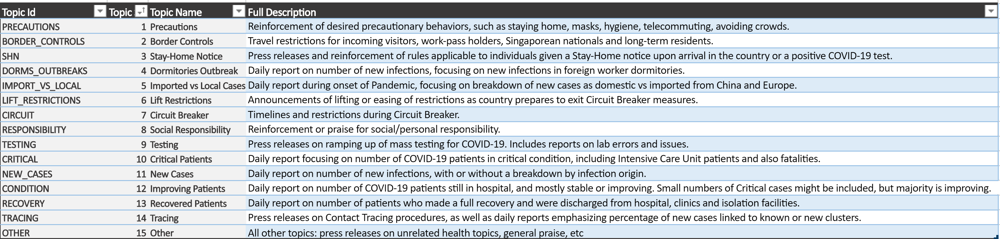 Topic Id Topic Topic Name Full Description
PRECAUTIONS 1 Precautions Reinforcement of desired precautionary behaviors, such as staying home, masks, hygiene, telecommuting, avoiding crowds.
BORDER_CONTROLS 2 Border Controls Travel restrictions for incoming visitors, work-pass holders, Singaporean nationals and long-term residents.
SHN 3 Stay-Home Notice Press releases and reinforcement of rules applicable to individuals given a Stay-Home notice upon arrival in the country or a positive COVID-19 test.
DORMS_OUTBREAKS 4 Dormitories Outbreak Daily report on number of new infections, focusing on new infections in foreign worker dormitories.
IMPORT_VS_LOCAL 5 Imported vs Local Cases Daily report during onset of Pandemic, focusing on breakdown of new cases as domestic vs imported from China and Europe.
LIFT_RESTRICTIONS 6 Lift Restrictions Announcements of lifting or easing of restrictions as country prepares to exit Circuit Breaker measures.
CIRCUIT 7 Circuit Breaker Timelines and restrictions during Circuit Breaker.
RESPONSIBILITY 8 Social Responsibility Reinforcement or praise for social/personal responsibility.
TESTING 9 Testing Press releases on ramping up of mass testing for COVID-19. Includes reports on lab errors and issues.
CRITICAL 10 Critical Patients Daily report focusing on number of COVID-19 patients in critical condition, including Intensive Care Unit patients and also fatalities.
NEW_CASES 11 New Cases Daily report on number of new infections, with or without a breakdown by infection origin.
CONDITION 12 Improving Patients Daily report on number of COVID-19 patients still in hospital, and mostly stable or improving. Small numbers of Critical cases might be included, but majority is improving.
RECOVERY 13 Recovered Patients Daily report on number of patients who made a full recovery and were discharged from hospital, clinics and isolation facilities.
TRACING 14 Tracing Press releases on Contact Tracing procedures, as well as daily reports emphasizing percentage of new cases linked to known or new clusters.
OTHER 15 Other All other topics: press releases on unrelated health topics, general praise, etc